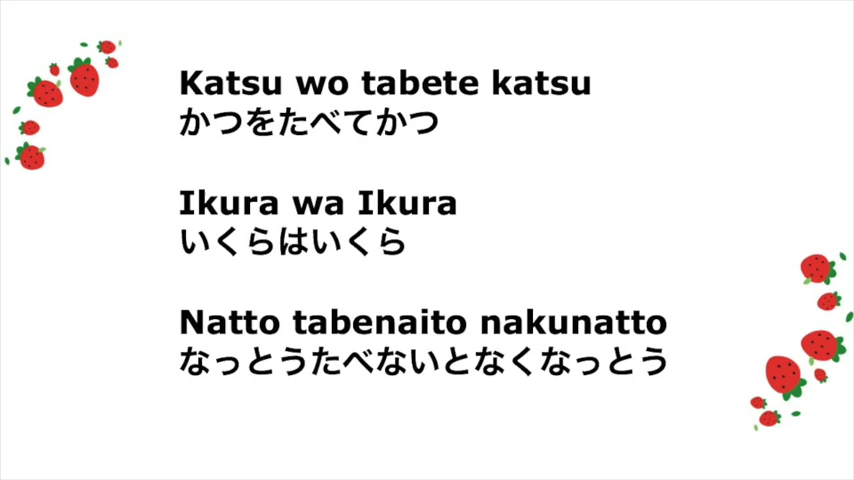 Katsu wo tabete katsu
かつをたべてかつ
Ikura wa Ikura
いくらはいくら
Natto tabenaito nakunatto
なっとうたべないとなくなっとう